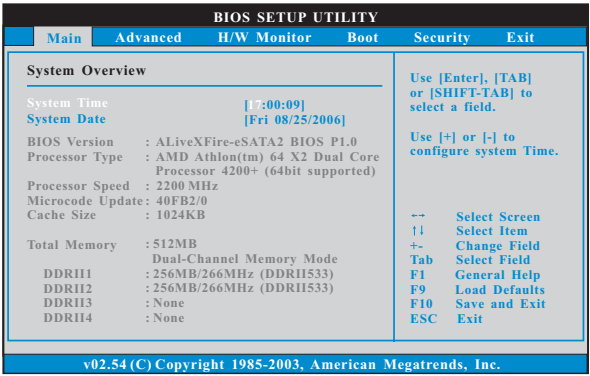 BIOS SETUP UTILITY
Main Advanced H/W Monitor Boot Security Exit
System Overview
System Time [17:00:09]
System Date [Fri 08/25/2006]
BIOS Version : ALiveXFire-eSATA2 BIOS P1.0
Processor Type : AMD Athlon(tm) 64 X2 Dual Core
Processor 4200+ (64bit supported)
Processor Speed : 2200 MHz
Microcode Update : 40FB2/0
Cache Size : 1024KB
Total Memory : 512MB
Dual-Channel Memory Mode
DDRII1 : 256MB/266MHz (DDRII533)
DDRII2 : 256MB/266MHz (DDRII533)
DDRII3 : None
DDRII4 : None
Use [Enter], [TAB]
or [SHIFT-TAB] to
select a field.
Use [+] or [-] to
configure system Time.
←→ Select Screen
↑↓ Select Item
+- Change Field
Tab Select Field
F1 General Help
F9 Load Defaults
F10 Save and Exit
ESC Exit
v02.54 (C) Copyright 1985-2003, American Megatrends, Inc.